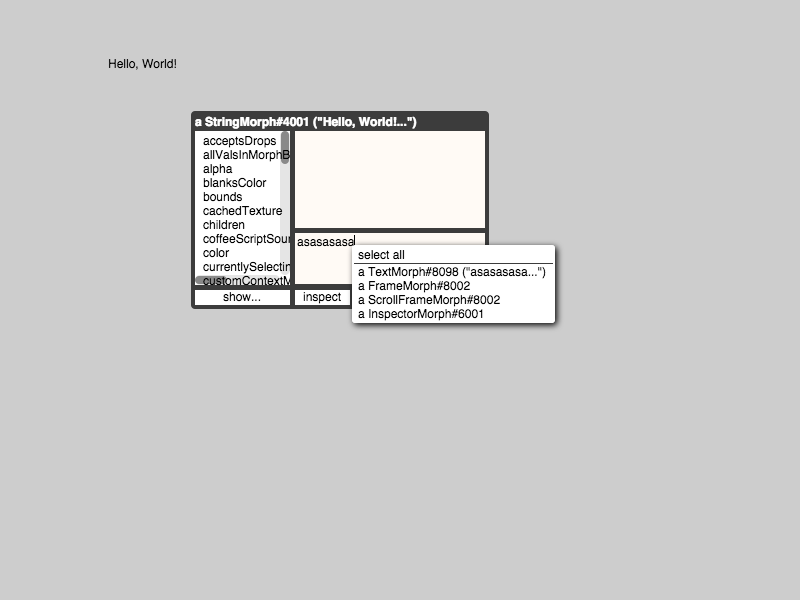 Hello, World!
a StringMorph#4001 ("Hello, World!...")
acceptsDrops
allValsInMorphB
alpha
blanksColor
bounds
cachedTexture
children
coffeeScriptSour
color
currentlySelectin
customContextM
asasasasa
select all
a TextMorph#8098 ("asasasasa...")
a FrameMorph#8002
a ScrollFrameMorph#8002
a InspectorMorph#6001
show...
inspect